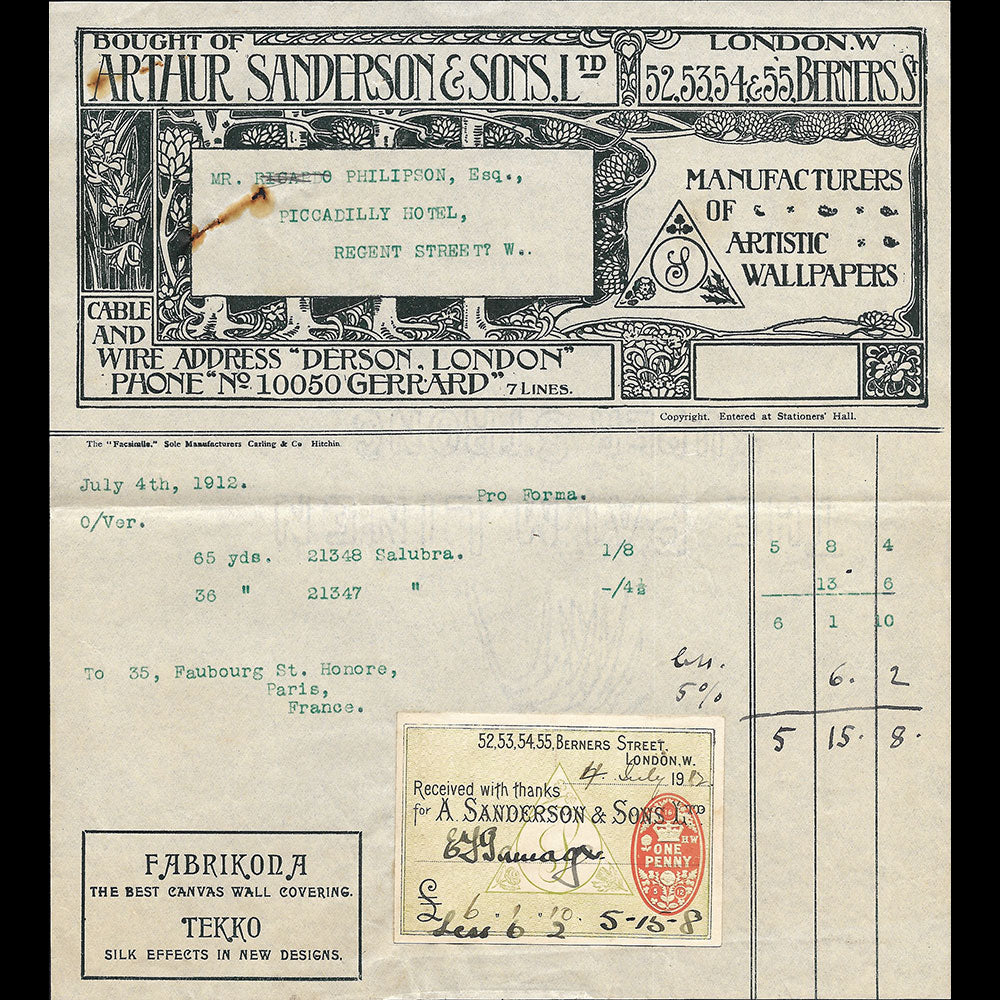 BOUGHT OF
ARTHUR SANDERSON & SONS. LTD
LONDON. W
52, 53, 54, & 55, BERNERS ST
MR. RICARDO PHILIPSON, Esq.,
PICCADILLY HOTEL,
REGENT STREET? W..
MANUFACTURERS
OF
ARTISTIC
WALLPAPERS
S
CABLE
AND
WIRE ADDRESS "DERSON. LONDON"
PHONE "No 10050 GERRARD" 7 LINES.
Copyright. Entered at Stationers' Hall.
The "Facsimile." Sole Manufacturers Carling & Co Hitchin
July 4th, 1912.
Pro Forma.
O/Ver.
65 yds. 21348 Salubra. 1/8 5 8 4
36 " 21347 " -/4½ 13 6
6 1 10
To 35, Faubourg St. Honore,
Paris,
France.
less.
5% 6. 2
5 15. 8.
52, 53, 54, 55, BERNERS STREET.
LONDON. W.
4 July 1912
Received with thanks
for A. SANDERSON & SONS LTD
HW
ONE
PENNY
5 12
£ 6. 1. 10.
Less 6 2 5-15-8
FABRIKONA
THE BEST CANVAS WALL COVERING.
TEKKO
SILK EFFECTS IN NEW DESIGNS.